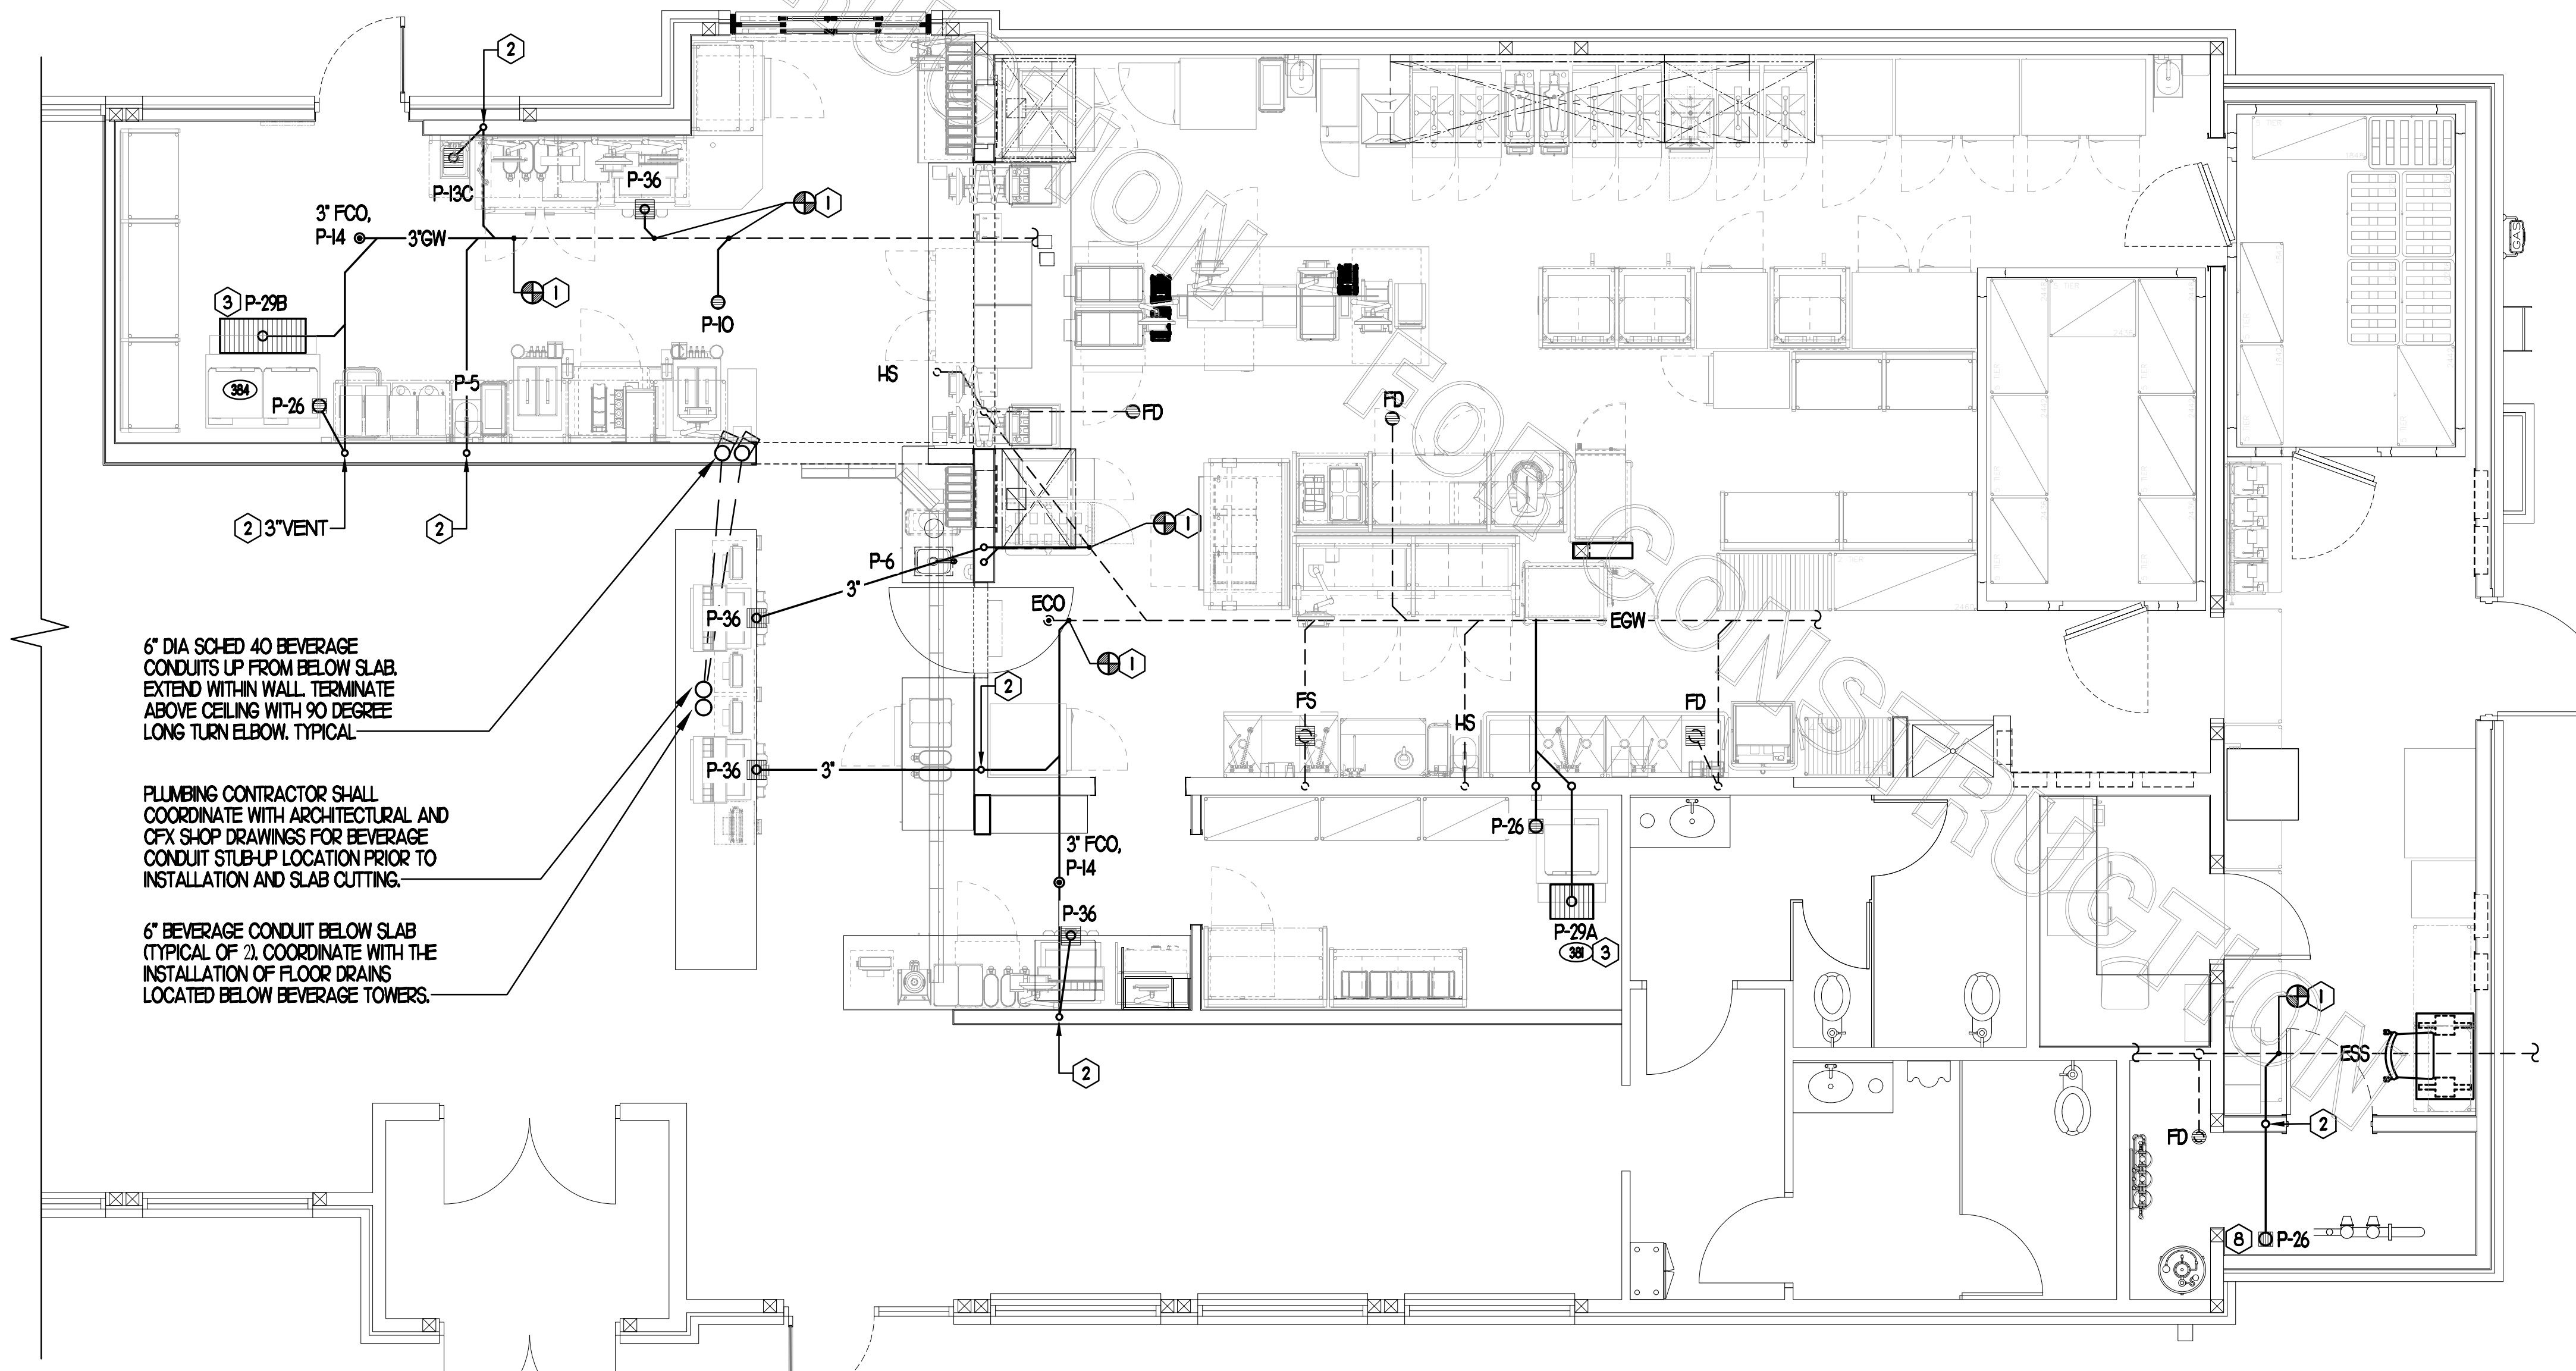 2
P-13C
P-36
1
3" FCO,
P-14
3"GW
1
3
P-29B
P-10
384
P-26
P-5
HS
FD
FD
2
3"VENT
2
1
P-6
3"
P-36
ECO
EGW
1
2
6" DIA SCHED 40 BEVERAGE
CONDUITS UP FROM BELOW SLAB.
EXTEND WITHIN WALL. TERMINATE
ABOVE CEILING WITH 90 DEGREE
LONG TURN ELBOW. TYPICAL
FS
HS
FD
P-36
3"
PLUMBING CONTRACTOR SHALL
COORDINATE WITH ARCHITECTURAL AND
CFX SHOP DRAWINGS FOR BEVERAGE
CONDUIT STUB-UP LOCATION PRIOR TO
INSTALLATION AND SLAB CUTTING.
P-26
3" FCO,
P-14
P-36
P-29A
381
3
6" BEVERAGE CONDUIT BELOW SLAB
(TYPICAL OF 2). COORDINATE WITH THE
INSTALLATION OF FLOOR DRAINS
LOCATED BELOW BEVERAGE TOWERS.
2
1
ESS
2
FD
8
P-26
GAS
FOR CONSTRUCTION